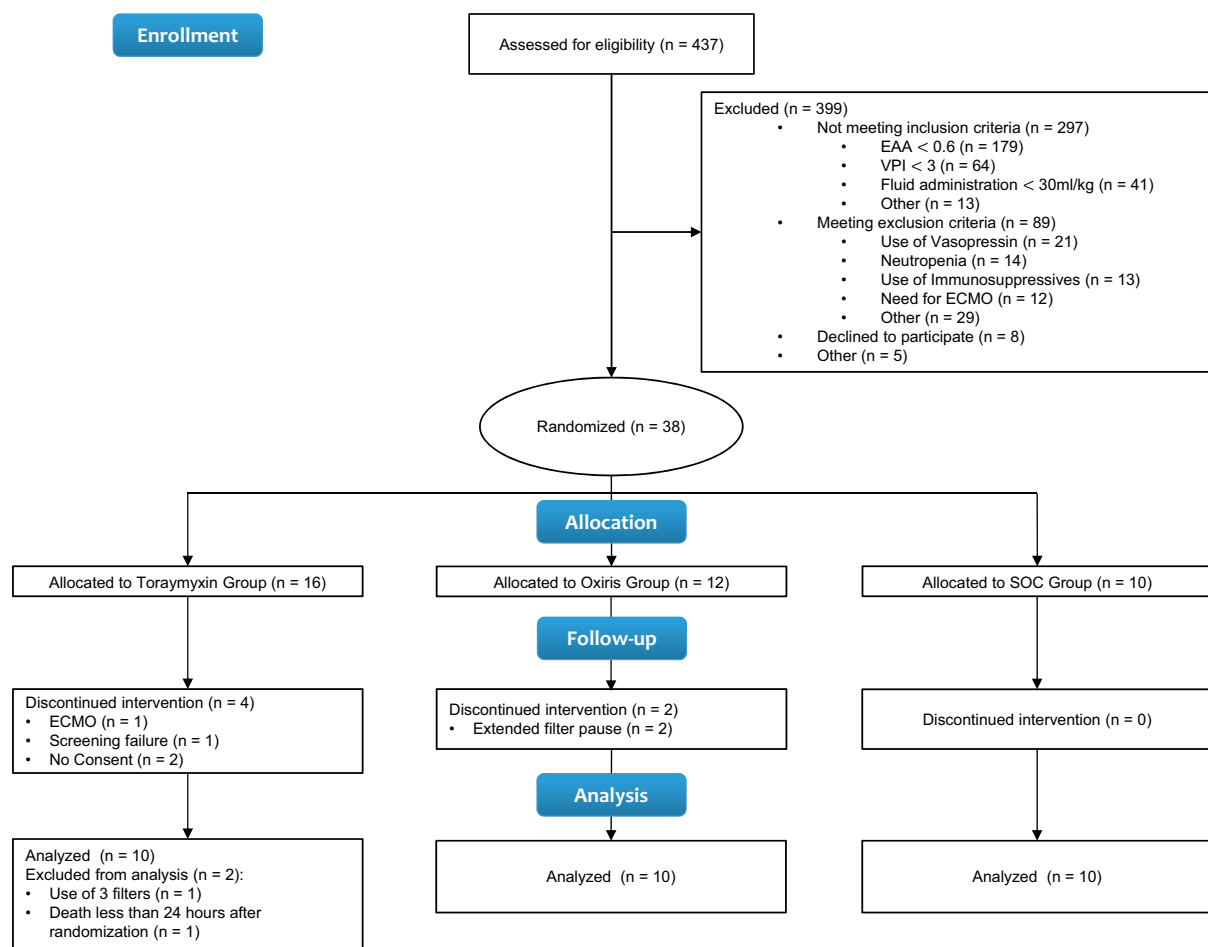 Enrollment
Assessed for eligibility (n = 437)
Excluded (n = 399)
• Not meeting inclusion criteria (n = 297)
• EAA < 0.6 (n = 179)
• VPI < 3 (n = 64)
• Fluid administration < 30ml/kg (n = 41)
• Other (n = 13)
• Meeting exclusion criteria (n = 89)
• Use of Vasopressin (n = 21)
• Neutropenia (n = 14)
• Use of Immunosuppressives (n = 13)
• Need for ECMO (n = 12)
• Other (n = 29)
• Declined to participate (n = 8)
• Other (n = 5)
Randomized (n = 38)
Allocation
Allocated to Toraymyxin Group (n = 16)
Allocated to Oxiris Group (n = 12)
Allocated to SOC Group (n = 10)
Follow-up
Discontinued intervention (n = 4)
• ECMO (n = 1)
• Screening failure (n = 1)
• No Consent (n = 2)
Discontinued intervention (n = 2)
• Extended filter pause (n = 2)
Discontinued intervention (n = 0)
Analysis
Analyzed (n = 10)
Excluded from analysis (n = 2):
• Use of 3 filters (n = 1)
• Death less than 24 hours after
randomization (n = 1)
Analyzed (n = 10)
Analyzed (n = 10)